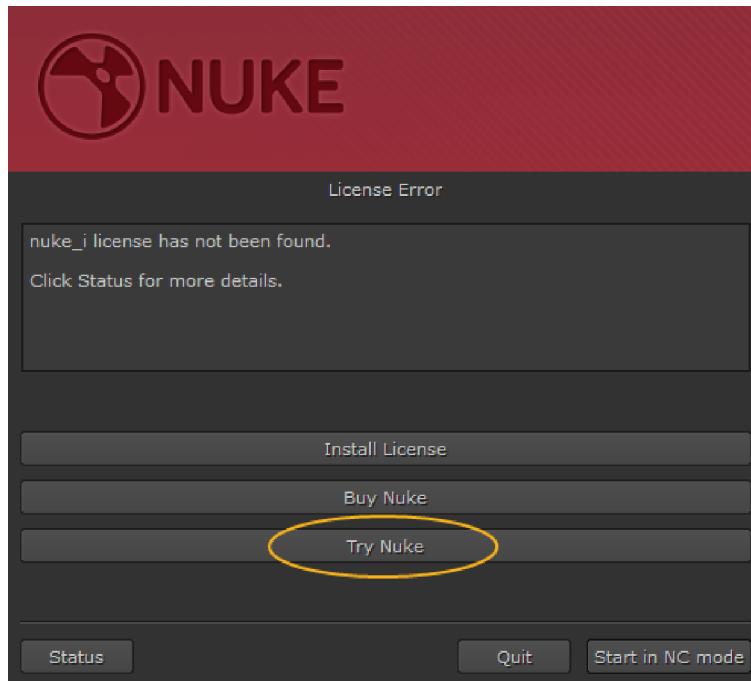 NUKE
License Error
nuke_i license has not been found.
Click Status for more details.
Install License
Buy Nuke
Try Nuke
Status Quit Start in NC mode